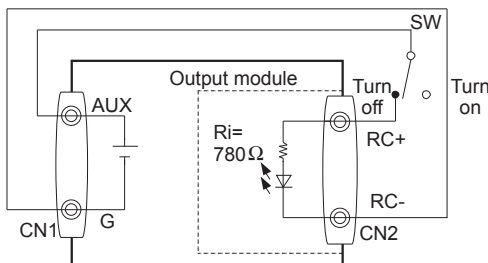 SW
Output module
AUX
Turn
off
Turn
on
Ri=
780Ω
RC+
RC-
G
CN1
CN2